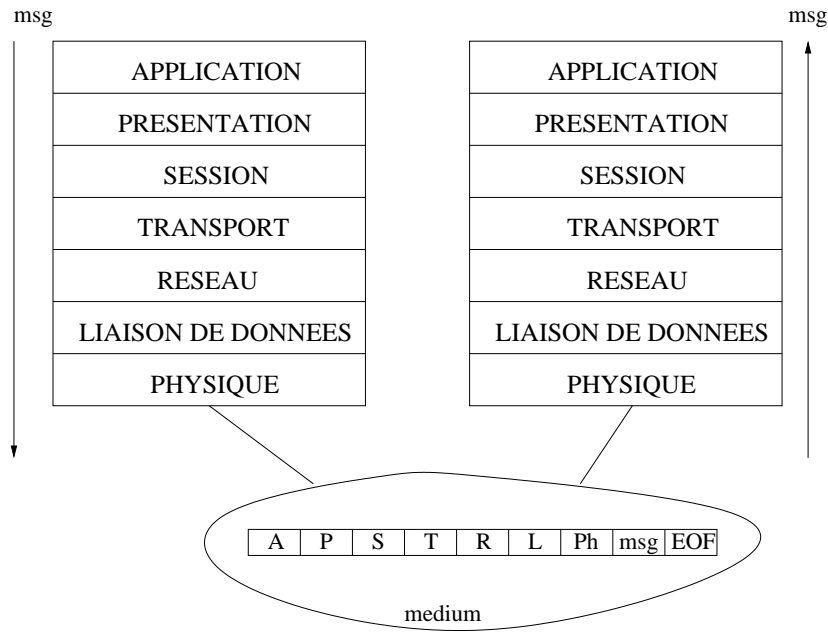 msg
msg
APPLICATION
APPLICATION
PRESENTATION
PRESENTATION
SESSION
SESSION
TRANSPORT
TRANSPORT
RESEAU
RESEAU
LIAISON DE DONNEES
LIAISON DE DONNEES
PHYSIQUE
PHYSIQUE
A P S T R L Ph msg EOF
medium